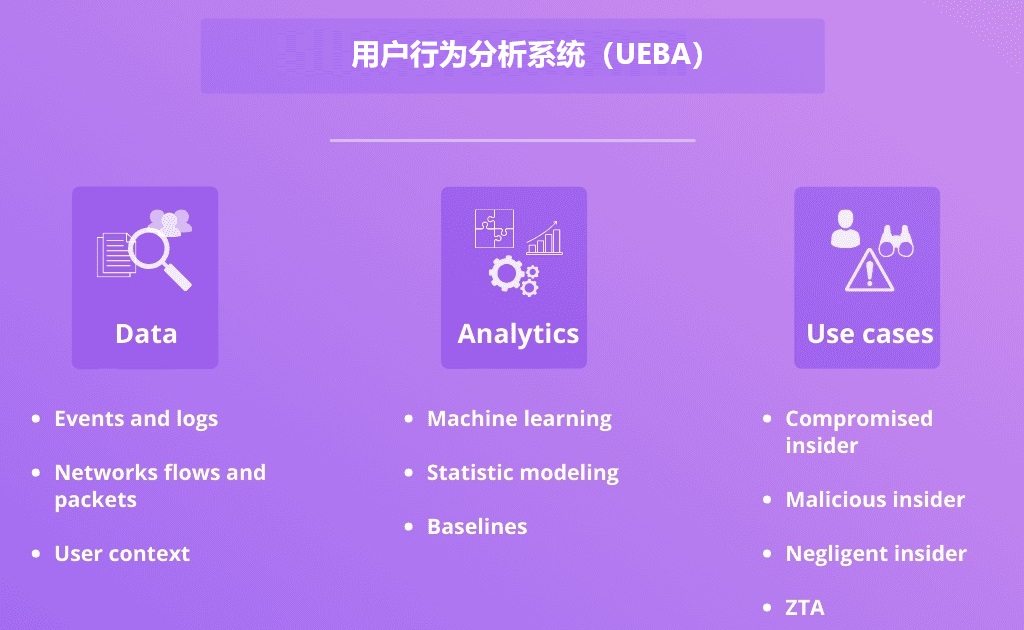 用户行为分析系统（UEBA）
Data
Events and logs
Networks flows and
packets
User context
Analytics
Machine learning
Statistic modeling
Baselines
Use cases
Compromised
insider
Malicious insider
Negligent insider
ZTA